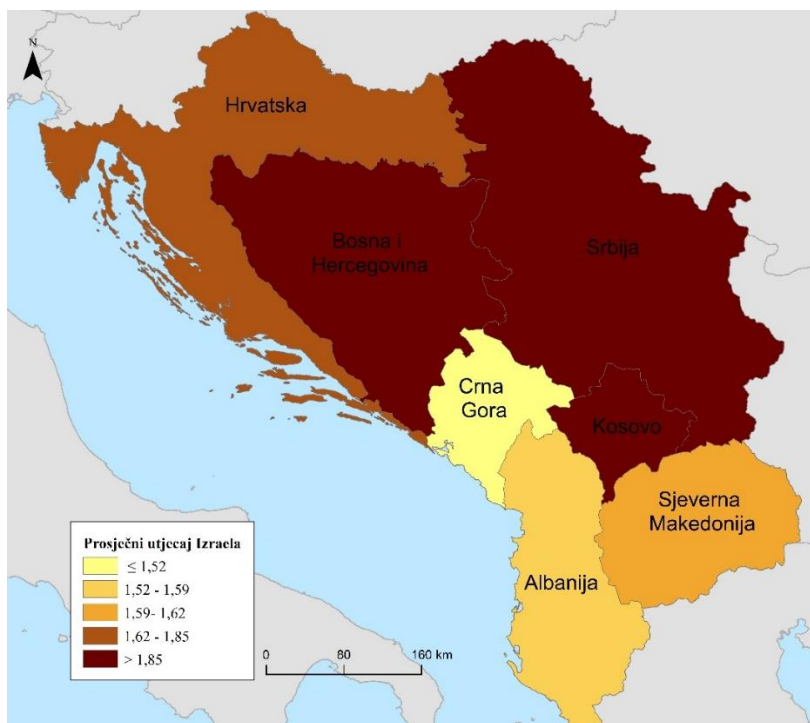 N
Hrvatska
Bosna i
Hercegovina
Srbija
Crna
Gora
Kosovo
Sjeverna
Makedonija
Albanija
Prosječni utjecaj Izraela
≤ 1,52
1,52 - 1,59
1,59- 1,62
1,62 - 1,85
> 1,85
0 80 160 km